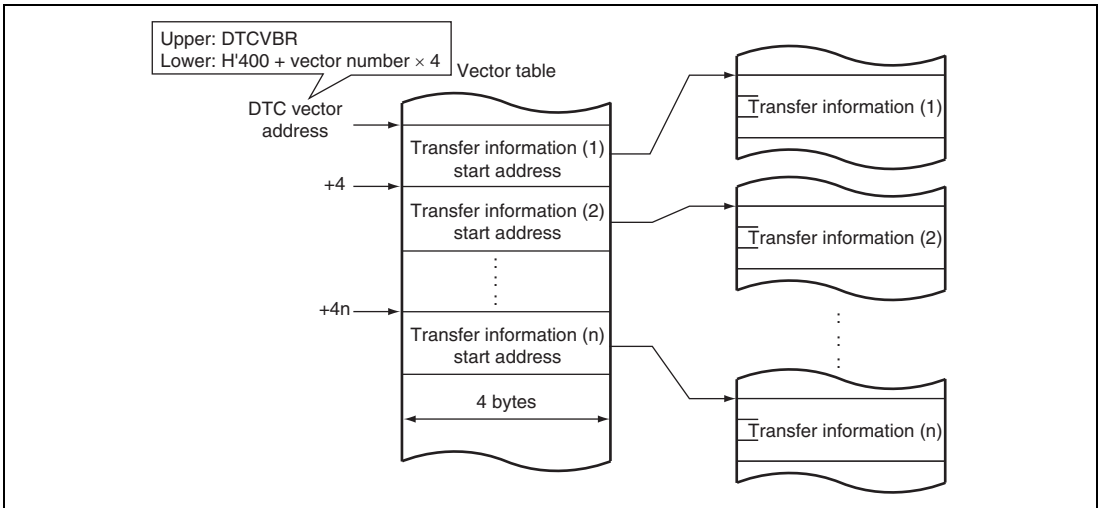 Upper: DTCVBR
Lower: H'400 + vector number × 4
Vector table
DTC vector
address
Transfer information (1)
start address
+4
Transfer information (2)
start address
+4n
Transfer information (n)
start address
4 bytes
Transfer information (1)
Transfer information (2)
Transfer information (n)